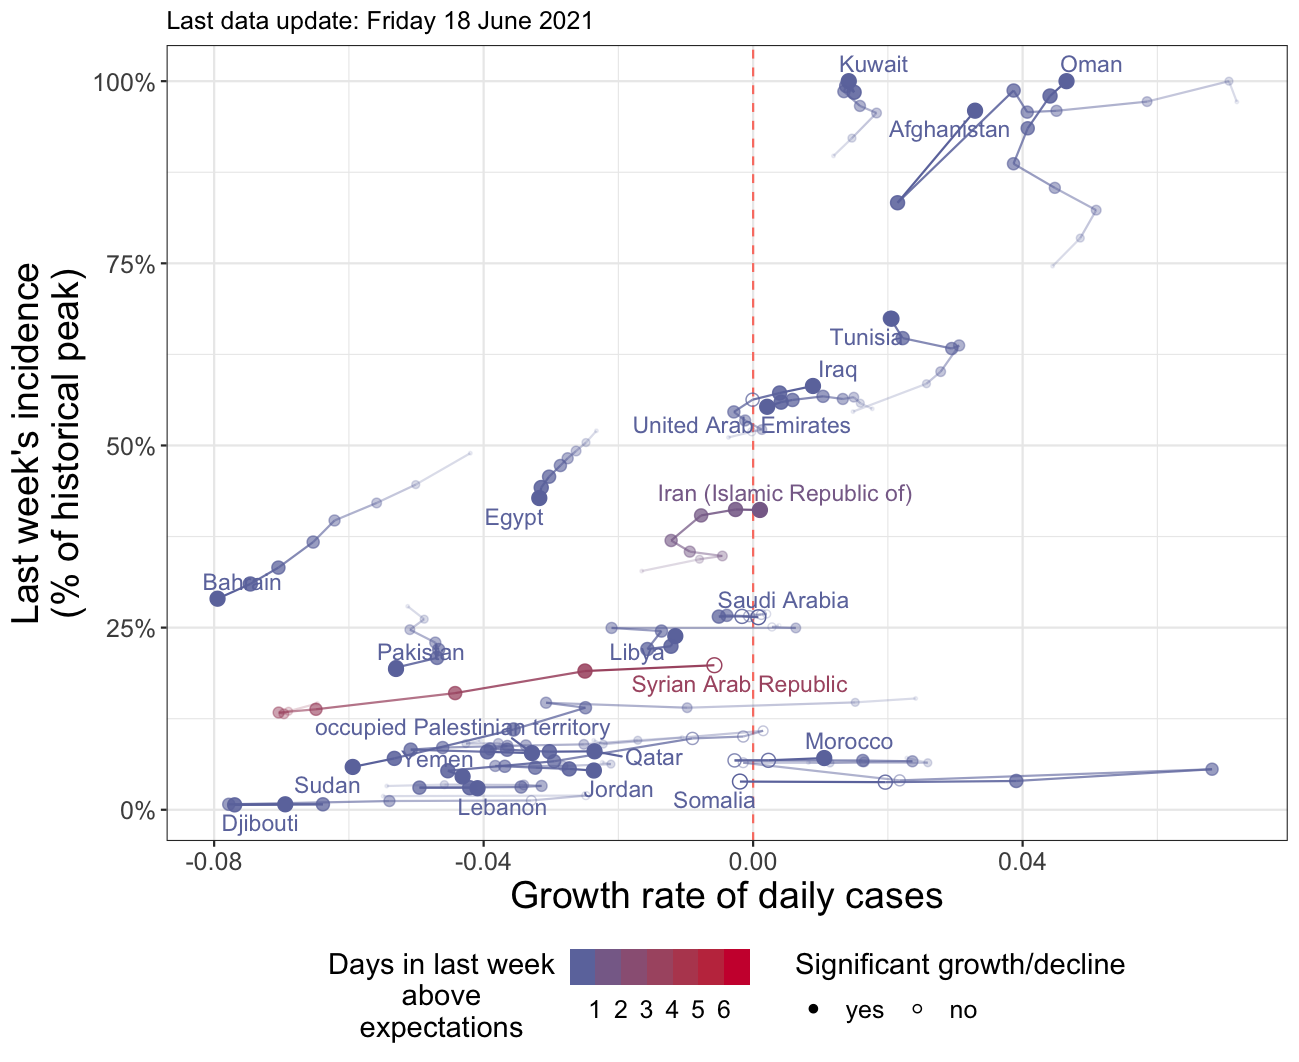 Last data update: Friday 18 June 2021
Last week's incidence
(% of historical peak)
100%
75%
50%
25%
0%
Kuwait
Oman
Afghanistan
Tunisia
Iraq
United Arab Emirates
Iran (Islamic Republic of)
Egypt
Bahrain
Saudi Arabia
Pakistan
Libya
Syrian Arab Republic
occupied Palestinian territory
Morocco
Yemen
Qatar
Sudan
Jordan
Somalia
Lebanon
Djibouti
-0.08
-0.04
0.00
0.04
Growth rate of daily cases
Days in last week
above
expectations
1 2 3 4 5 6
Significant growth/decline
yes
no